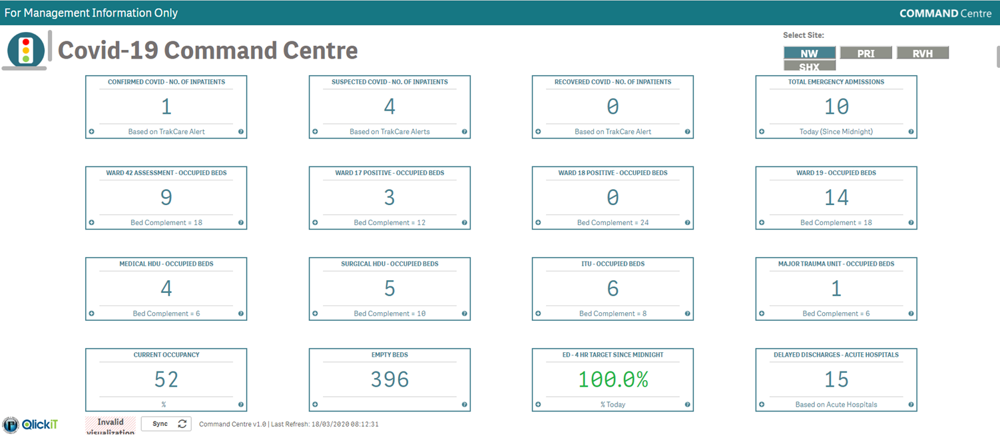 For Management Information Only
COMMAND Centre
Covid-19 Command Centre
Select Site:
NW PRI RVH
SHX
CONFIRMED COVID - NO. OF INPATIENTS
1
Based on TrakCare Alert
SUSPECTED COVID - NO. OF INPATIENTS
4
Based on TrakCare Alerts
RECOVERED COVID - NO. OF INPATIENTS
0
Based on TrakCare Alert
TOTAL EMERGENCY ADMISSIONS
10
Today (Since Midnight)
WARD 42 ASSESSMENT - OCCUPIED BEDS
9
Bed Complement = 18
WARD 17 POSITIVE - OCCUPIED BEDS
3
Bed Complement = 12
WARD 18 POSITIVE - OCCUPIED BEDS
0
Bed Complement = 24
WARD 19 - OCCUPIED BEDS
14
Bed Complement = 18
MEDICAL HDU - OCCUPIED BEDS
4
Bed Complement = 6
SURGICAL HDU - OCCUPIED BEDS
5
Bed Complement = 10
ITU - OCCUPIED BEDS
6
Bed Complement = 8
MAJOR TRAUMA UNIT - OCCUPIED BEDS
1
Bed Complement = 6
CURRENT OCCUPANCY
52
%
EMPTY BEDS
396
ED - 4 HR TARGET SINCE MIDNIGHT
100.0%
% Today
DELAYED DISCHARGES - ACUTE HOSPITALS
15
Based on Acute Hospitals
QlickiT
Invalid
visualization
Sync
Command Centre v1.0 | Last Refresh: 18/03/2020 08:12:31